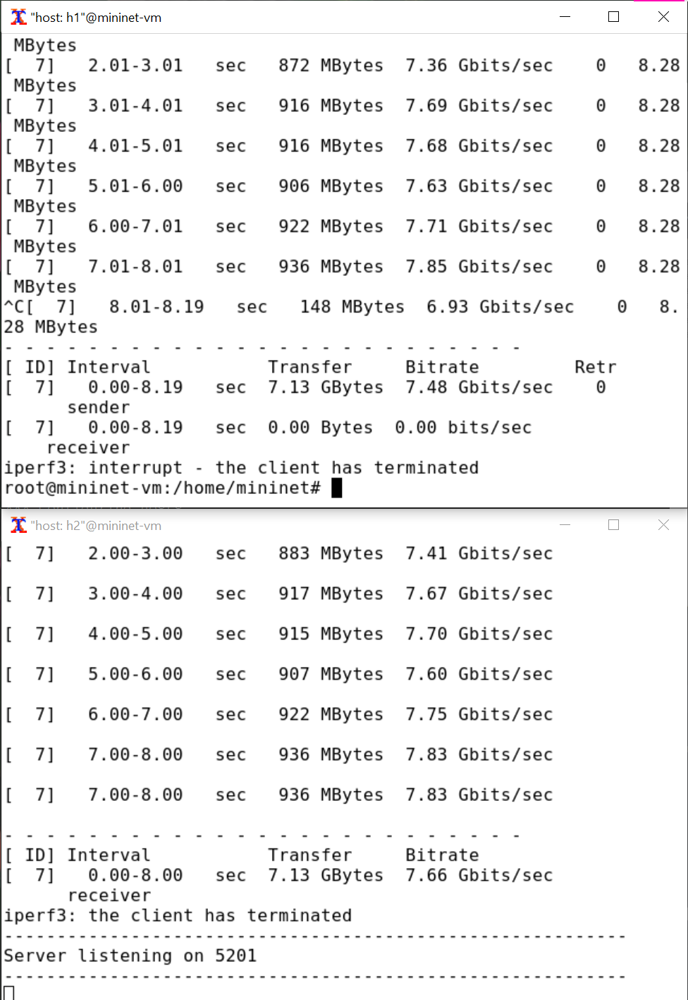 "host: h1"@mininet-vm
 MBytes
[  7]   2.01-3.01   sec   872 MBytes  7.36 Gbits/sec    0   8.28
 MBytes
[  7]   3.01-4.01   sec   916 MBytes  7.69 Gbits/sec    0   8.28
 MBytes
[  7]   4.01-5.01   sec   916 MBytes  7.68 Gbits/sec    0   8.28
 MBytes
[  7]   5.01-6.00   sec   906 MBytes  7.63 Gbits/sec    0   8.28
 MBytes
[  7]   6.00-7.01   sec   922 MBytes  7.71 Gbits/sec    0   8.28
 MBytes
[  7]   7.01-8.01   sec   936 MBytes  7.85 Gbits/sec    0   8.28
 MBytes
^C[  7]   8.01-8.19   sec   148 MBytes  6.93 Gbits/sec    0   8.
28 MBytes
- - - - - - - - - - - - - - - - - - - - - - - - -
[ ID] Interval           Transfer     Bitrate         Retr
[  7]   0.00-8.19   sec  7.13 GBytes  7.48 Gbits/sec    0
      sender
[  7]   0.00-8.19   sec  0.00 Bytes  0.00 bits/sec
    receiver
iperf3: interrupt - the client has terminated
root@mininet-vm:/home/mininet#
"host: h2"@mininet-vm
[  7]   2.00-3.00   sec   883 MBytes  7.41 Gbits/sec
[  7]   3.00-4.00   sec   917 MBytes  7.67 Gbits/sec
[  7]   4.00-5.00   sec   915 MBytes  7.70 Gbits/sec
[  7]   5.00-6.00   sec   907 MBytes  7.60 Gbits/sec
[  7]   6.00-7.00   sec   922 MBytes  7.75 Gbits/sec
[  7]   7.00-8.00   sec   936 MBytes  7.83 Gbits/sec
[  7]   7.00-8.00   sec   936 MBytes  7.83 Gbits/sec
- - - - - - - - - - - - - - - - - - - - - - - - -
[ ID] Interval           Transfer     Bitrate
[  7]   0.00-8.00   sec  7.13 GBytes  7.66 Gbits/sec
      receiver
iperf3: the client has terminated
-----------------------------------------------------------
Server listening on 5201
-----------------------------------------------------------